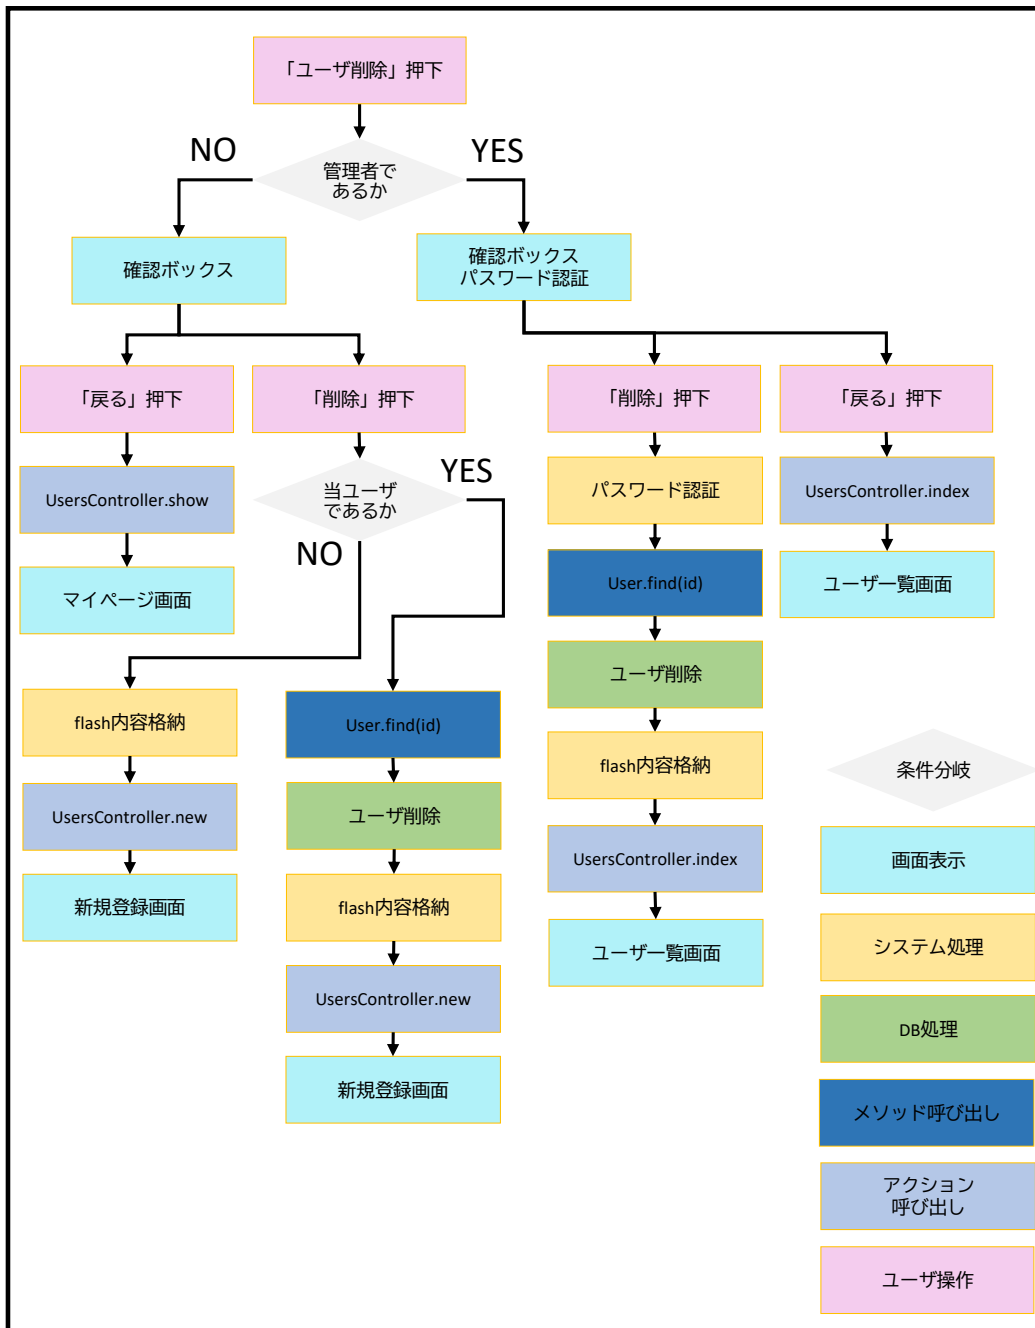 「ユーザ削除」押下
NO
YES
管理者で
あるか
確認ボックス
確認ボックス
パスワード認証
「戻る」押下
「削除」押下
「削除」押下
「戻る」押下
UsersController.show
当ユーザ
であるか
YES
NO
パスワード認証
UsersController.index
マイページ画面
User.find(id)
ユーザ一覧画面
flash内容格納
User.find(id)
ユーザ削除
UsersController.new
ユーザ削除
flash内容格納
新規登録画面
flash内容格納
UsersController.index
UsersController.new
ユーザ一覧画面
新規登録画面
条件分岐
画面表示
システム処理
DB処理
メソッド呼び出し
アクション
呼び出し
ユーザ操作